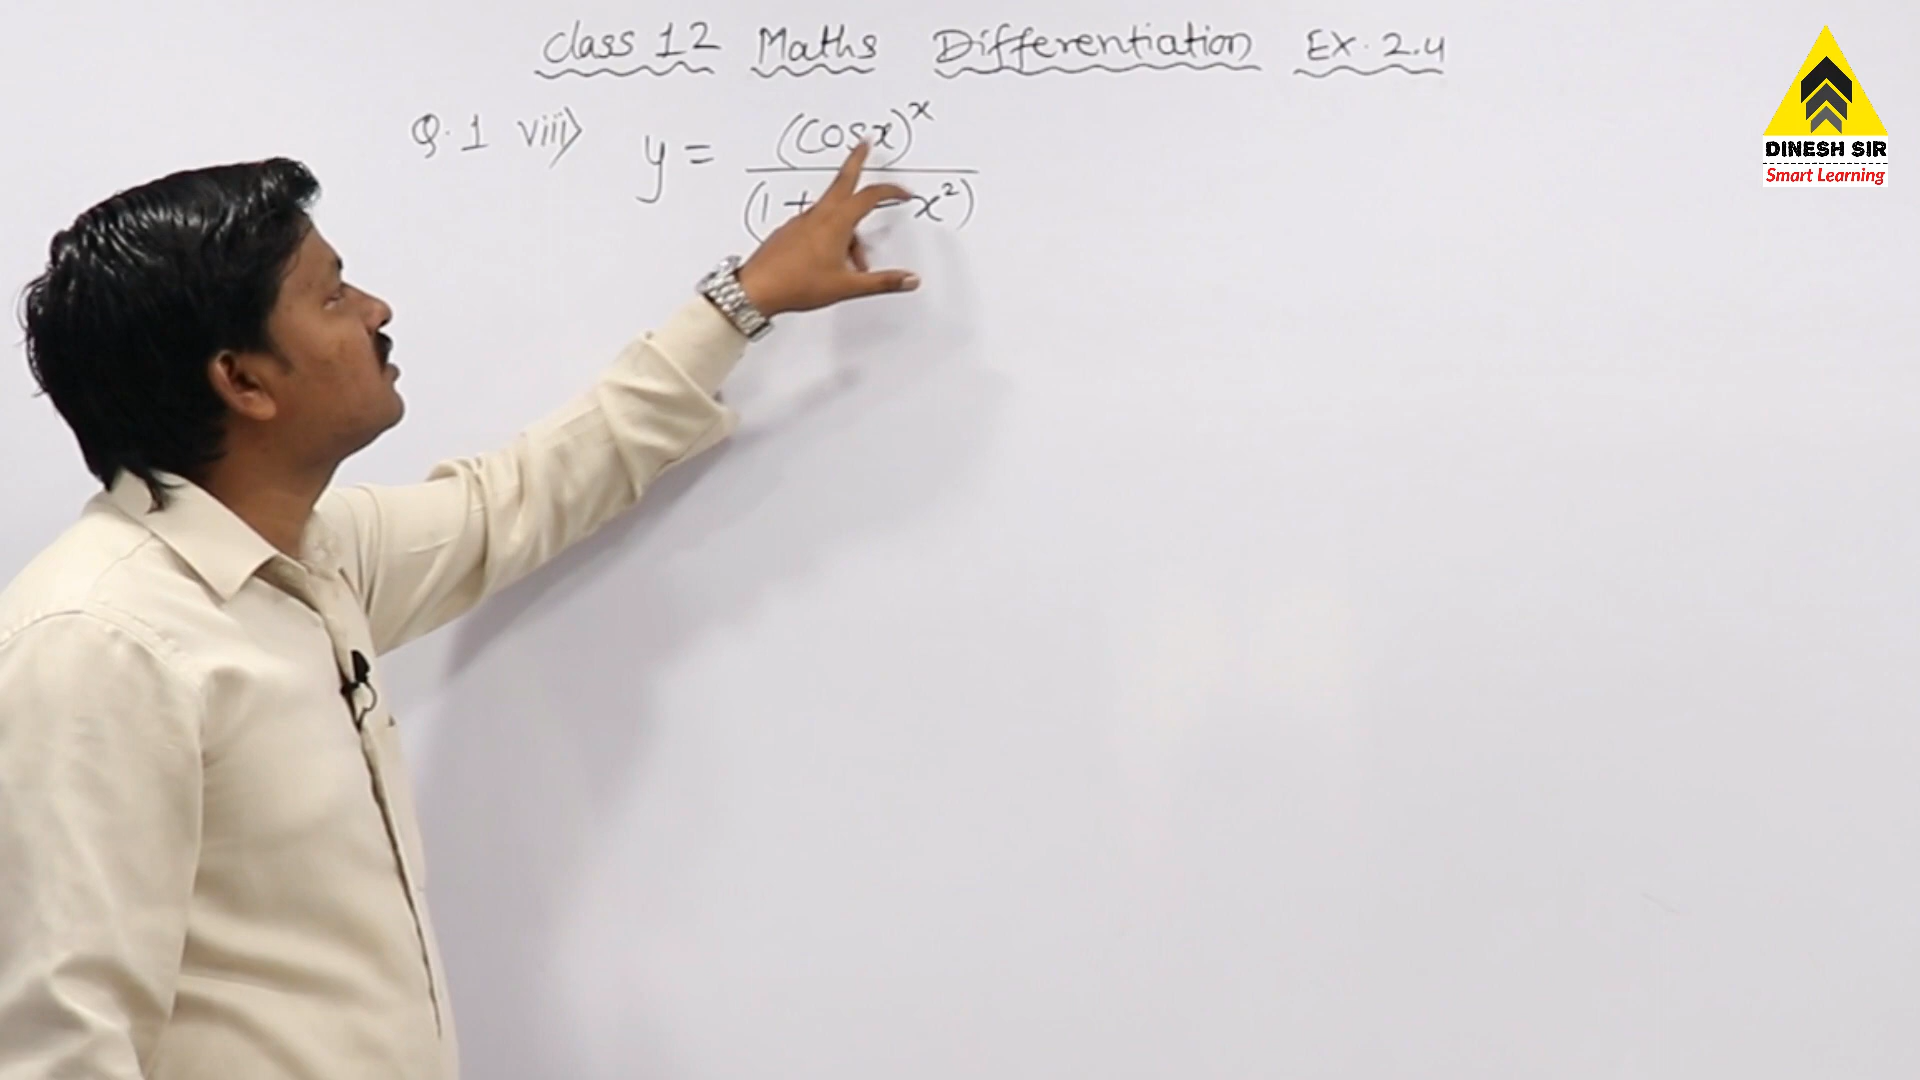 Class 12 Maths Differentiation EX. 2.4
Q.1 viii) y = (Cosx)^x
(1 + - x²)
DINESH SIR
Smart Learning